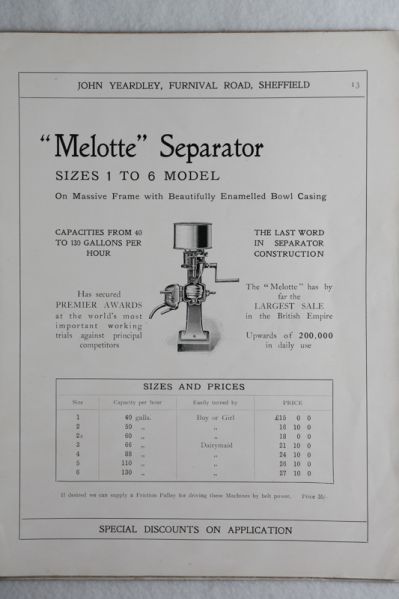 JOHN YEARDLEY, FURNIVAL ROAD, SHEFFIELD 13
"Melotte" Separator
SIZES 1 TO 6 MODEL
On Massive Frame with Beautifully Enamelled Bowl Casing
CAPACITIES FROM 40
TO 130 GALLONS PER
HOUR
Has secured
PREMIER AWARDS
at the world's most
important working
trials against principal
competitors
THE LAST WORD
IN SEPARATOR
CONSTRUCTION
The "Melotte" has by
far the
LARGEST SALE
in the British Empire
Upwards of 200,000
in daily use
SIZES AND PRICES
Size Capacity per hour Easily turned by PRICE
1 40 galls. Boy or Girl £15 0 0
2 50 „ „ 16 10 0
2a 60 „ „ 18 0 0
3 66 „ Dairymaid 21 10 0
4 88 „ „ 24 10 0
5 110 „ „ 26 10 0
6 130 „ „ 27 10 0
If desired we can supply a Friction Pulley for driving these Machines by belt power. Price
SPECIAL DISCOUNTS ON APPLICATION